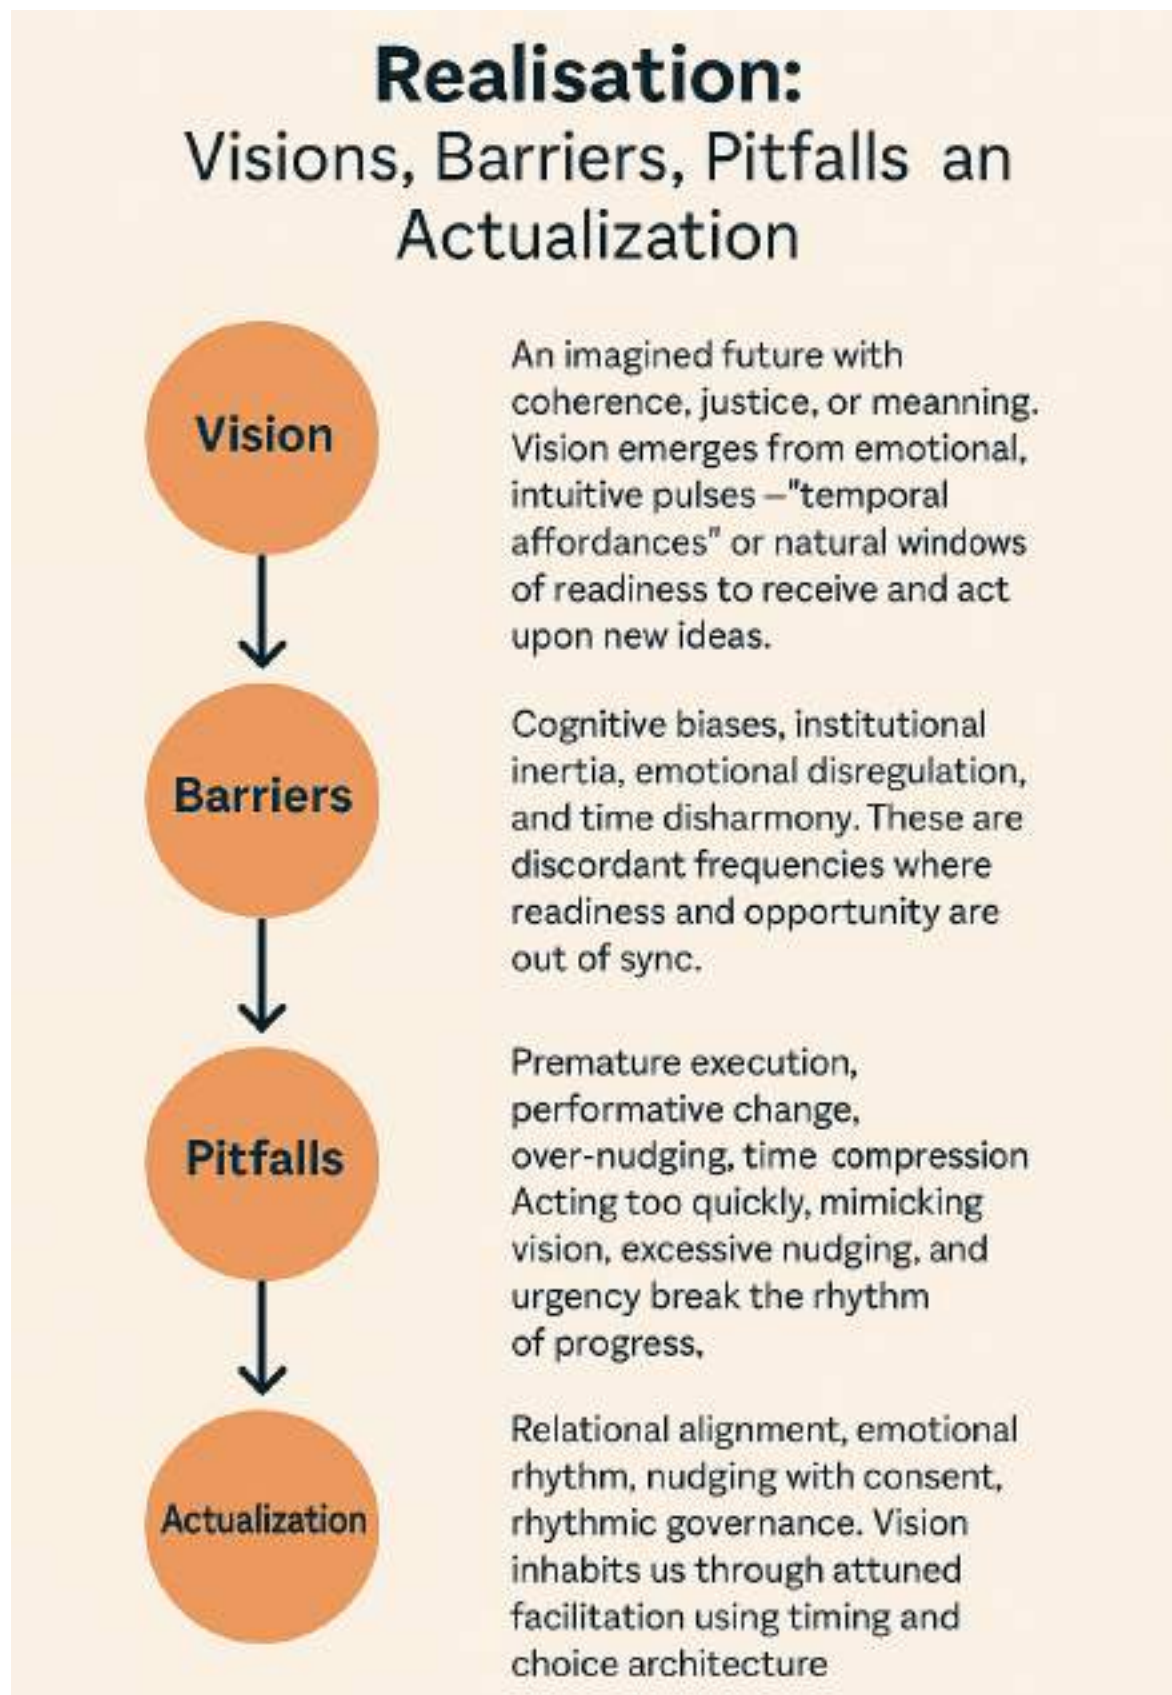 Realisation:
Visions, Barriers, Pitfalls an
Actualization
Vision
An imagined future with
coherence, justice, or meanning.
Vision emerges from emotional,
intuitive pulses –"temporal
affordances" or natural windows
of readiness to receive and act
upon new ideas.
Barriers
Cognitive biases, institutional
inertia, emotional disregulation,
and time disharmony. These are
discordant frequencies where
readiness and opportunity are
out of sync.
Pitfalls
Premature execution,
performative change,
over-nudging, time compression
Acting too quickly, mimicking
vision, excessive nudging, and
urgency break the rhythm
of progress,
Actualization
Relational alignment, emotional
rhythm, nudging with consent,
rhythmic governance. Vision
inhabits us through attuned
facilitation using timing and
choice architecture